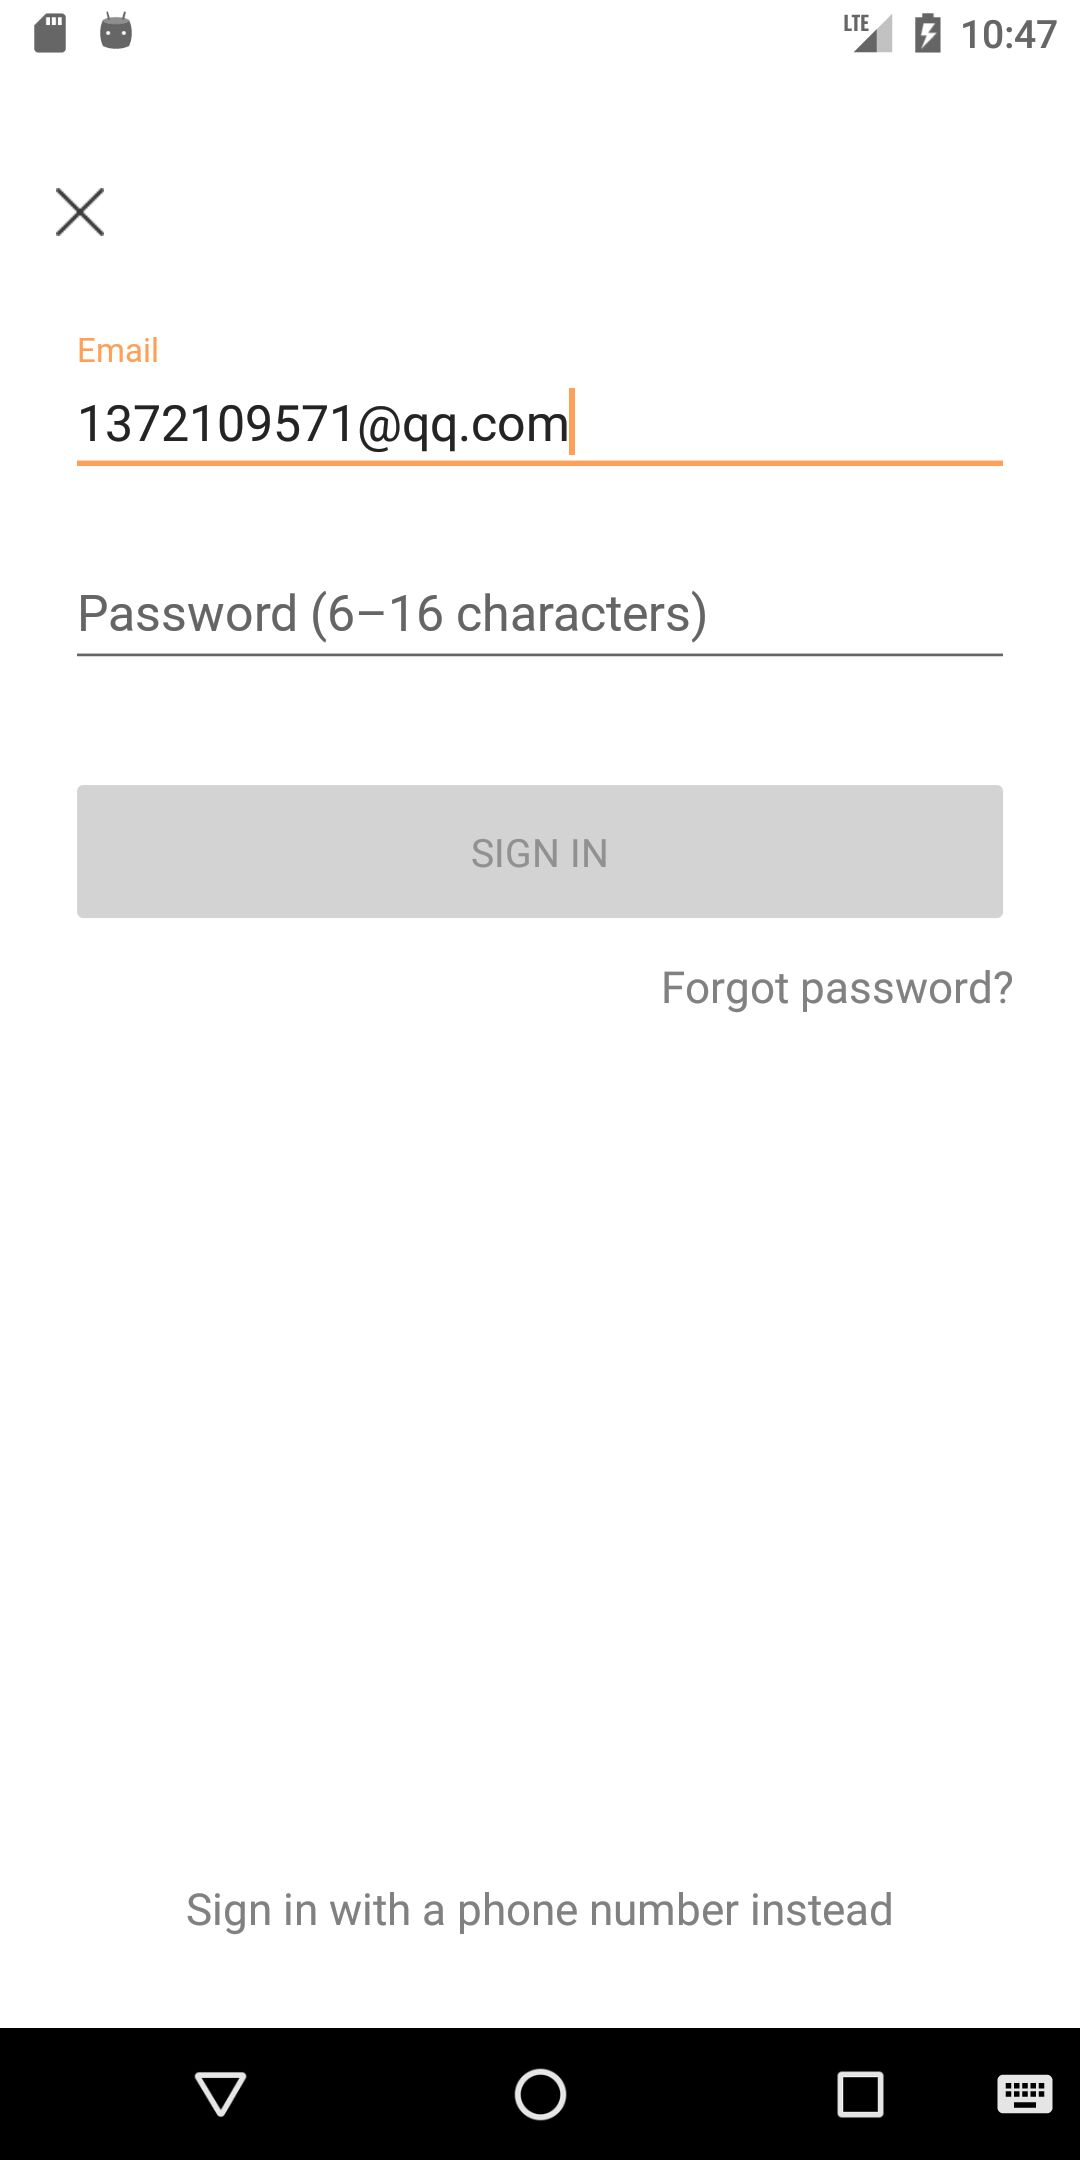 LTE 10:47
Email
1372109571@qq.com
Password (6–16 characters)
SIGN IN
Forgot password?
Sign in with a phone number instead